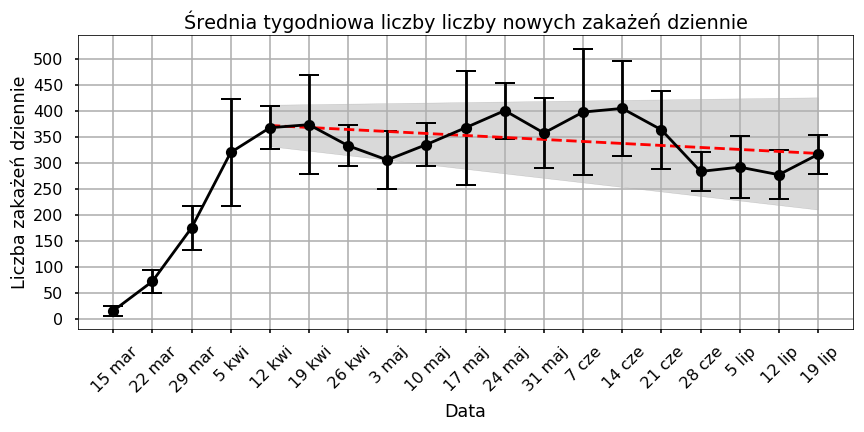 Średnia tygodniowa liczby liczby nowych zakażeń dziennie
Liczba zakażeń dziennie
500
450
400
350
300
250
200
150
100
50
0
15 mar
22 mar
29 mar
5 kwi
12 kwi
19 kwi
26 kwi
3 maj
10 maj
17 maj
24 maj
31 maj
7 cze
14 cze
21 cze
28 cze
5 lip
12 lip
19 lip
Data